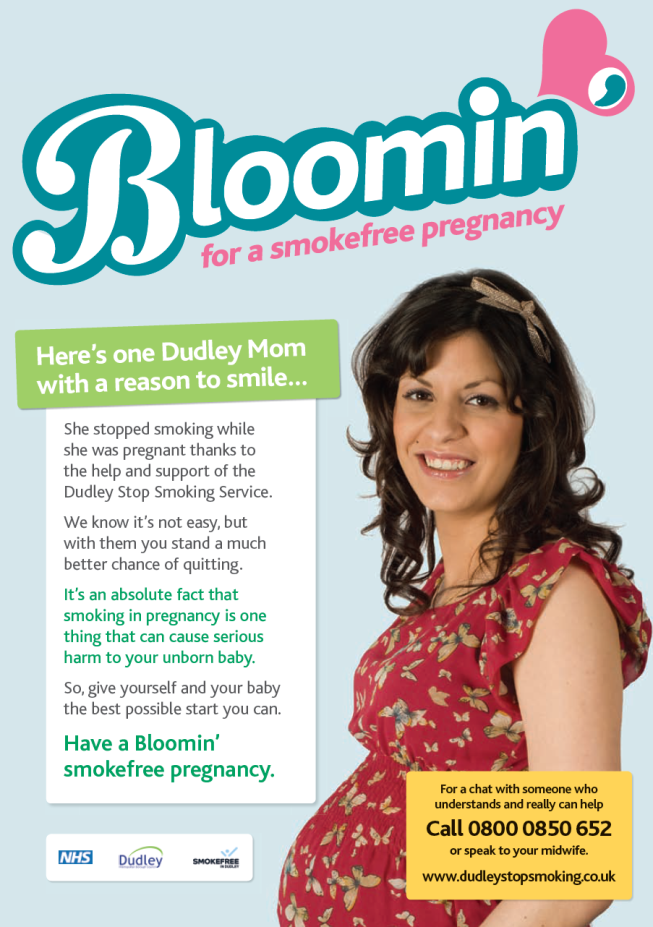 Bloomin'
for a smokefree pregnancy
Here's one Dudley Mom
with a reason to smile...
She stopped smoking while
she was pregnant thanks to
the help and support of the
Dudley Stop Smoking Service.
We know it's not easy, but
with them you stand a much
better chance of quitting.
It's an absolute fact that
smoking in pregnancy is one
thing that can cause serious
harm to your unborn baby.
So, give yourself and your baby
the best possible start you can.
Have a Bloomin'
smokefree pregnancy.
For a chat with someone who
understands and really can help
Call 0800 0850 652
or speak to your midwife.
www.dudleystopsmoking.co.uk
NHS
Dudley
SMOKEFREE
IN DUDLEY